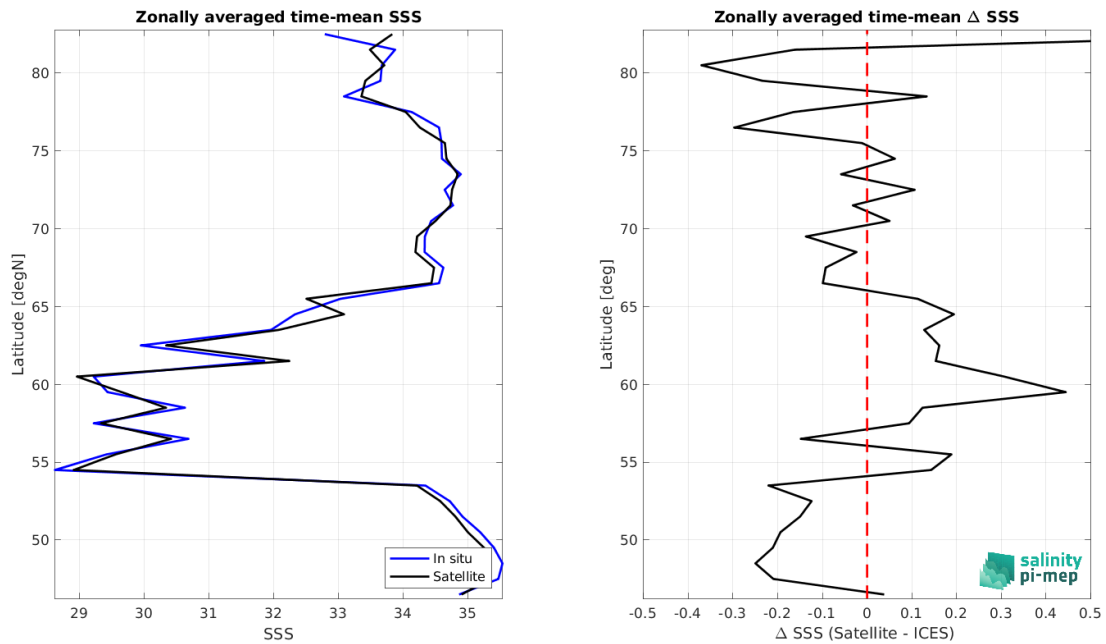 Zonally averaged time-mean SSS
Latitude [degN]
80
75
70
65
60
55
50
In situ
Satellite
29 30 31 32 33 34 35
SSS
Zonally averaged time-mean Δ SSS
Latitude [deg]
80
75
70
65
60
55
50
salinity
pi-mep
-0.5 -0.4 -0.3 -0.2 -0.1 0 0.1 0.2 0.3 0.4 0.5
Δ SSS (Satellite - ICES)